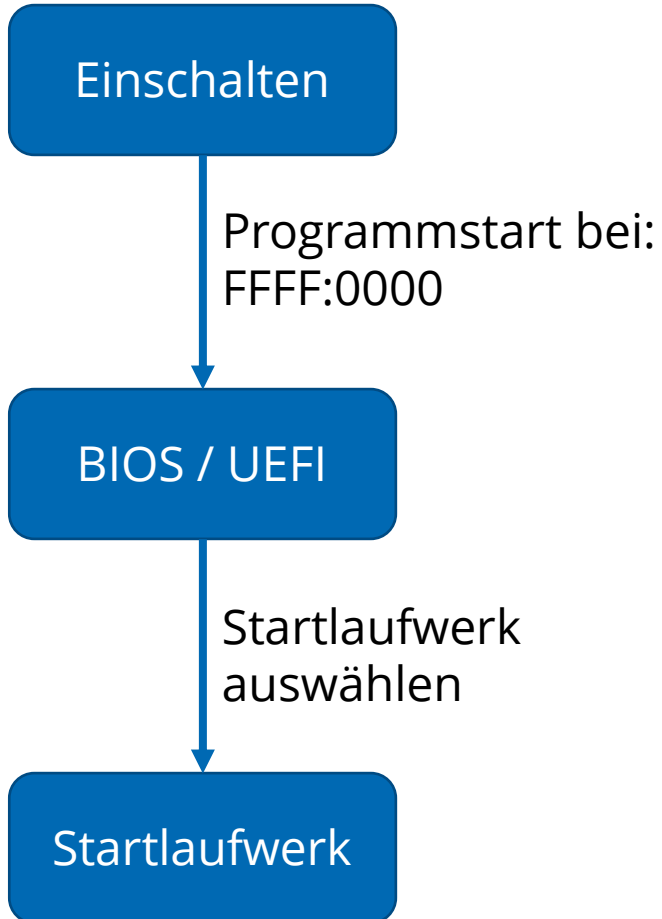 Einschalten
Programmstart bei:
FFFF:0000
BIOS / UEFI
Startlaufwerk
auswählen
Startlaufwerk